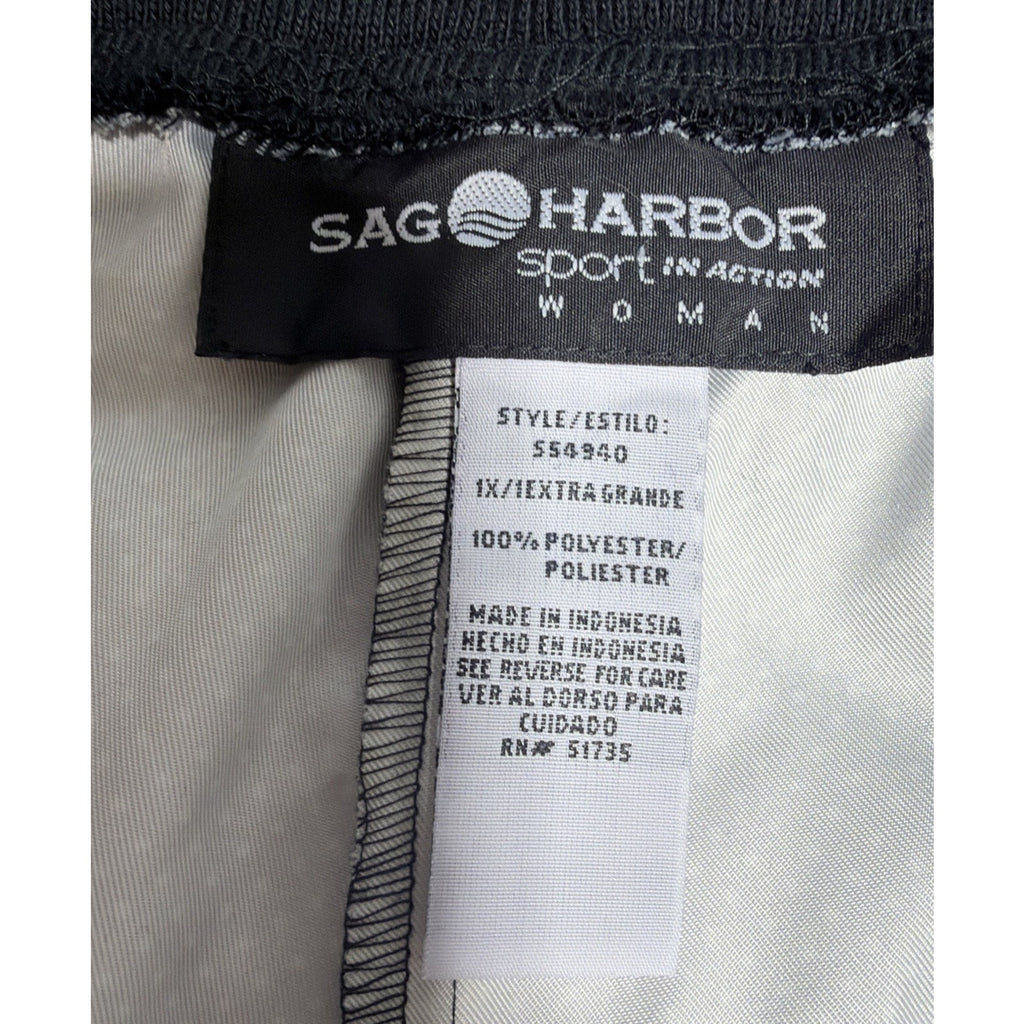 SAG HARBOR
sport IN ACTION
WOMAN
STYLE/ESTILO:
554940
1X/1EXTRA GRANDE
100% POLYESTER/
POLIESTER
MADE IN INDONESIA
HECHO EN INDONESIA
SEE REVERSE FOR CARE
VER AL DORSO PARA
CUIDADO
RN# 51735